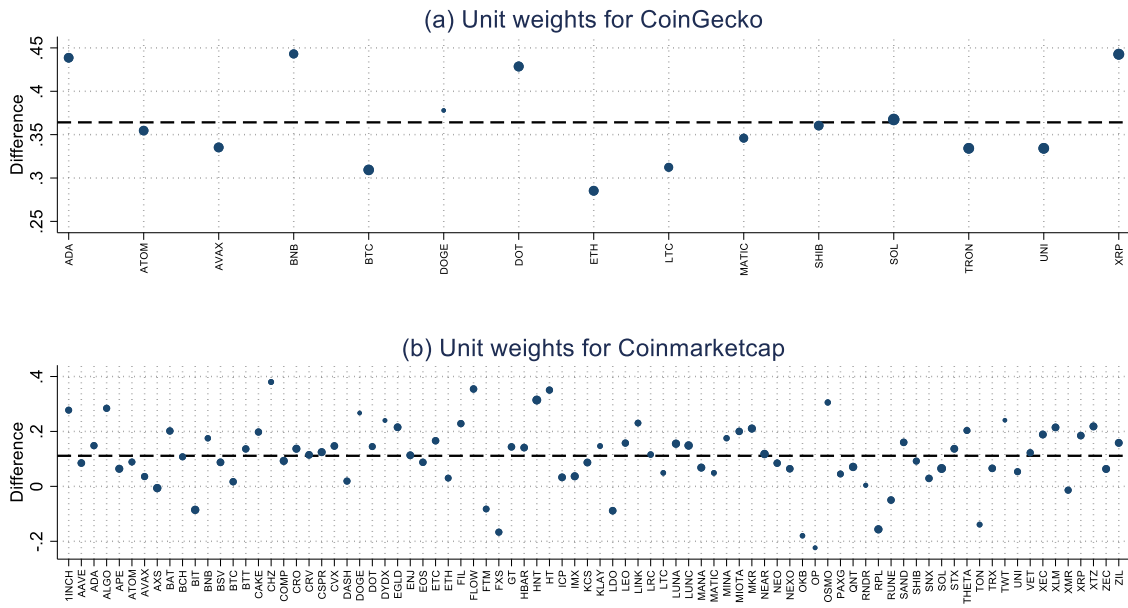 (a) Unit weights for CoinGecko
.45
.4
.35
.3
.25
Difference
ADA ATOM AVAX BNB BTC DOGE DOT ETH LTC MATIC SHIB SOL TRON UNI XRP
(b) Unit weights for Coinmarketcap
.4
.2
0
-.2
Difference
1INCH AAVE ADA ALGO APE ATOM AVAX AXS BAT BCH BIT BNB BSV BTC BTT CAKE CHZ COMP CRO CRV CSPR CVX DASH DOGE DOT DYDX EGLD ENJ EOS ETC ETH FIL FLOW FTM FXS GT HBAR HNT HT ICP IMX KCS KLAY LDO LEO LINK LRC LTC LUNA LUNC MANA MATIC MINA MIOTA MKR NEAR NEO NEXO OKB OP OSMO PAXG QNT RNDR RPL RUNE SAND SHIB SNX SOL STX THETA TON TRX TWT UNI VET XEC XLM XMR XRP XTZ ZEC ZIL